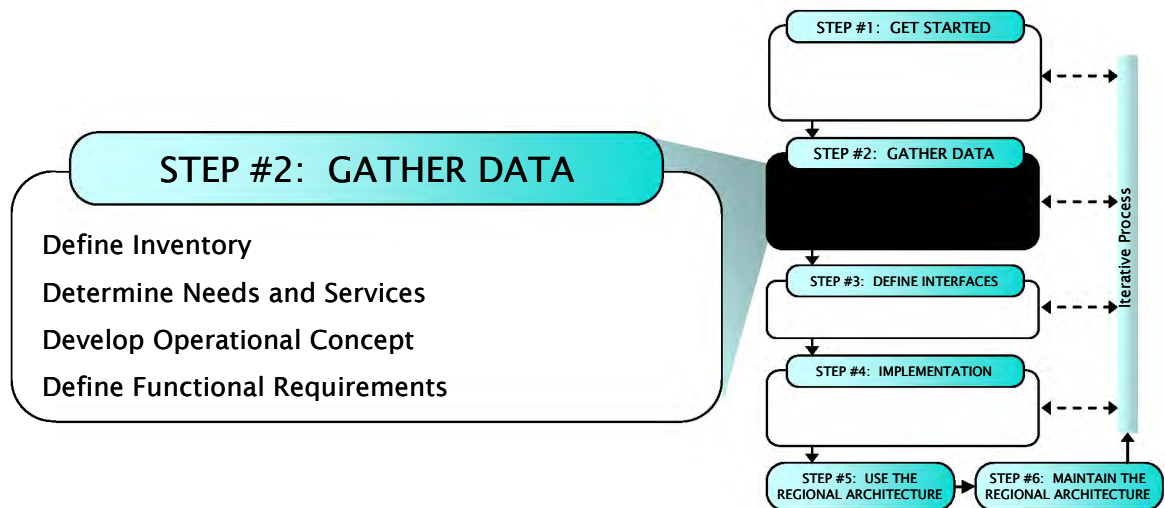 STEP #1: GET STARTED
STEP #2: GATHER DATA
STEP #2: GATHER DATA
Define Inventory
Determine Needs and Services
Develop Operational Concept
Define Functional Requirements
STEP #3: DEFINE INTERFACES
STEP #4: IMPLEMENTATION
STEP #5: USE THE
REGIONAL ARCHITECTURE
STEP #6: MAINTAIN THE
REGIONAL ARCHITECTURE
Iterative Process